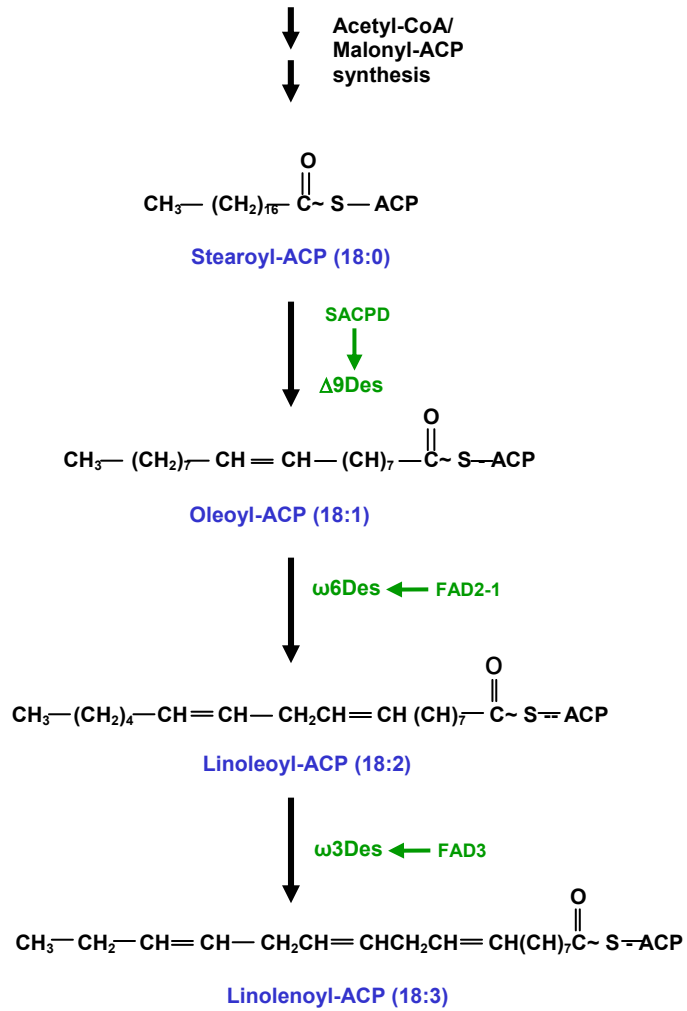 Acetyl-CoA/
Malonyl-ACP
synthesis
O
CH₃— (CH₂)₁₆— C~ S — ACP
Stearoyl-ACP (18:0)
SACPD
Δ9Des
O
CH₃— (CH₂)₇— CH = CH — (CH)₇ — C~ S — ACP
Oleoyl-ACP (18:1)
ω6Des FAD2-1
O
CH₃—(CH₂)₄—CH=CH— CH₂CH=CH (CH)₇— C~ S -- ACP
Linoleoyl-ACP (18:2)
ω3Des FAD3
O
CH₃— CH₂— CH=CH— CH₂CH=CHCH₂CH=CH(CH)₇C~ S - ACP
Linolenoyl-ACP (18:3)